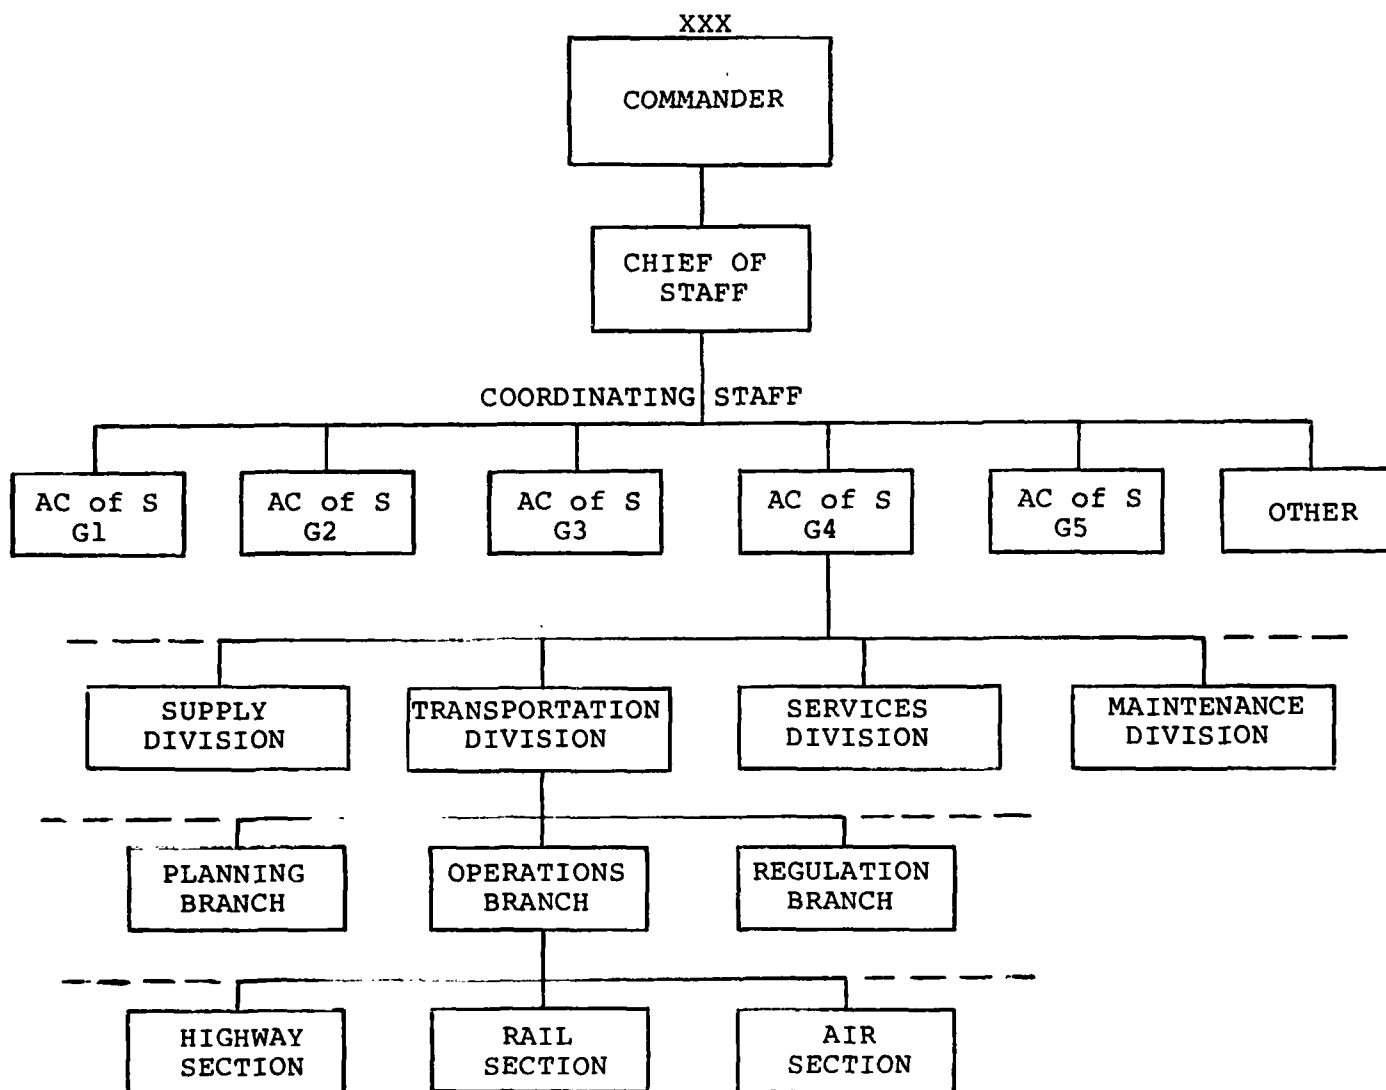 XXX
COMMANDER
CHIEF OF
STAFF
COORDINATING STAFF
AC of S
G1
AC of S
G2
AC of S
G3
AC of S
G4
AC of S
G5
OTHER
SUPPLY
DIVISION
TRANSPORTATION
DIVISION
SERVICES
DIVISION
MAINTENANCE
DIVISION
PLANNING
BRANCH
OPERATIONS
BRANCH
REGULATION
BRANCH
HIGHWAY
SECTION
RAIL
SECTION
AIR
SECTION